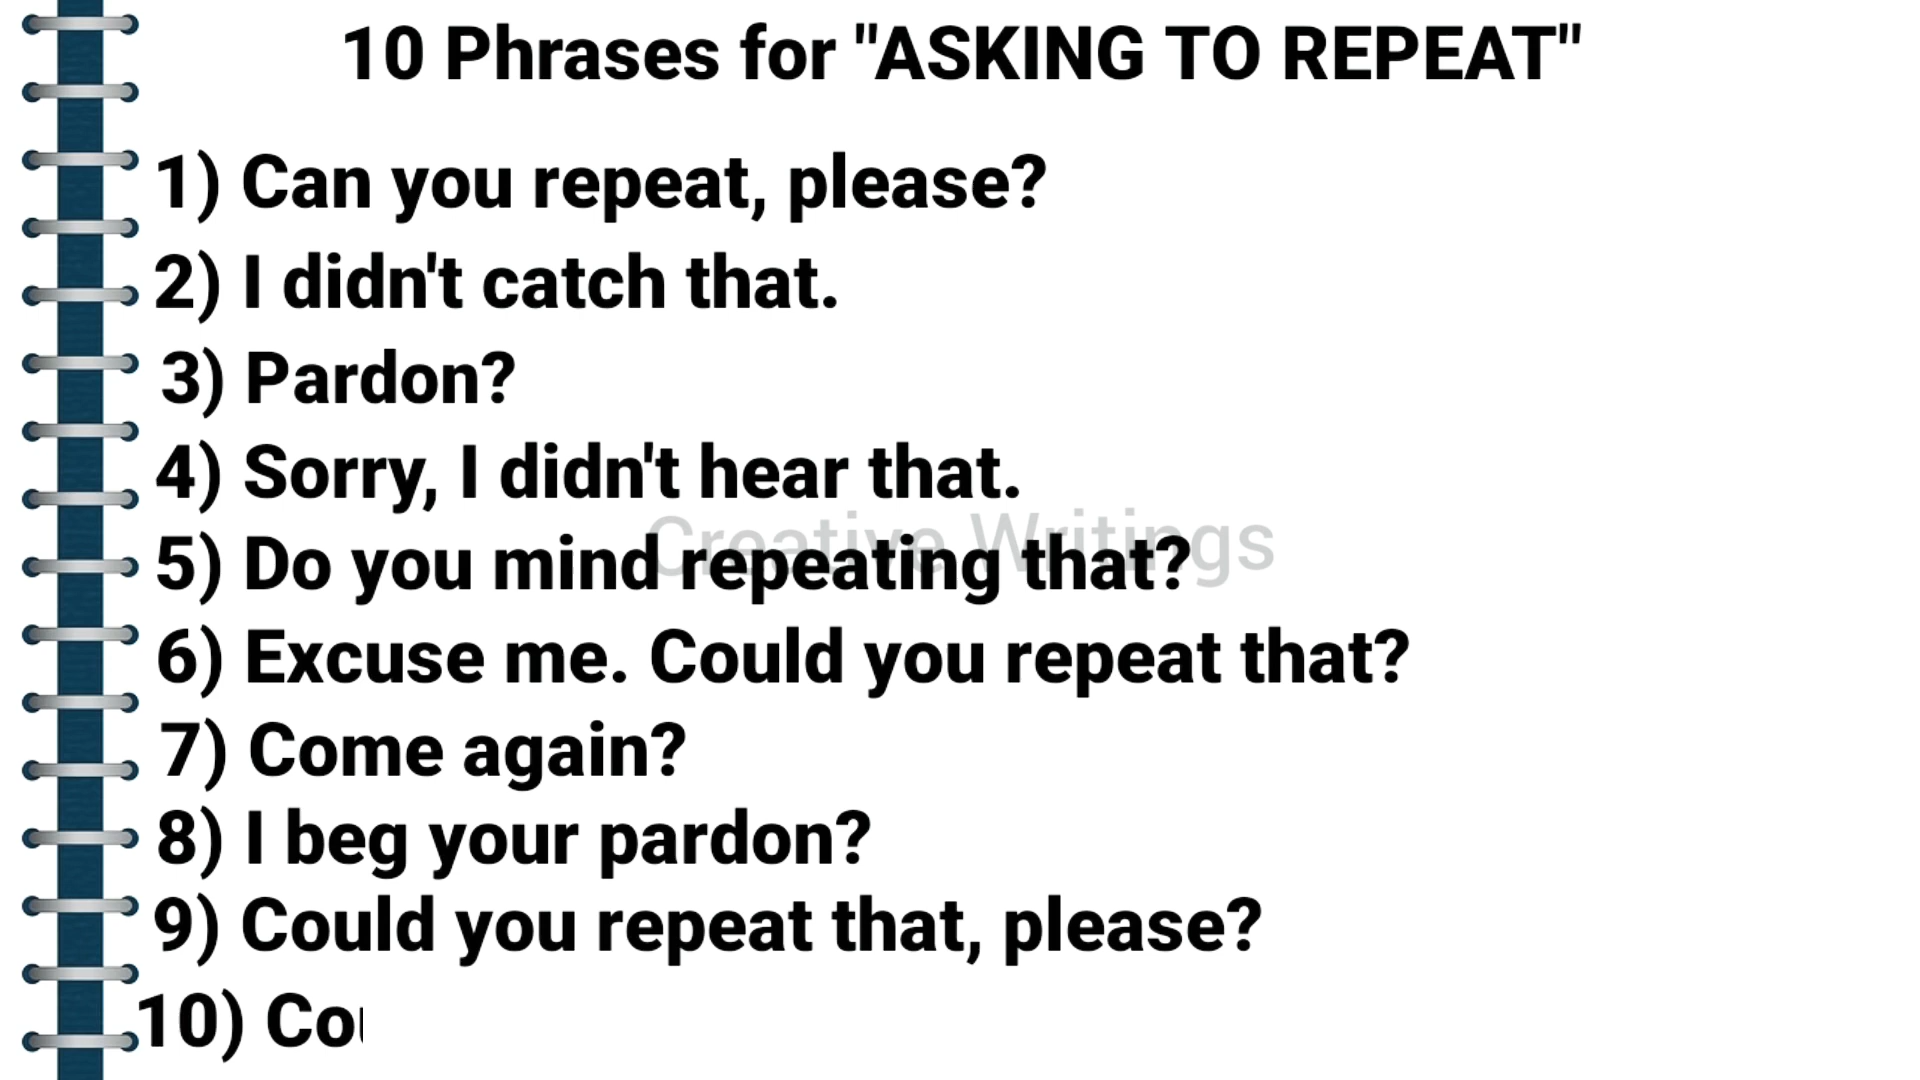 10 Phrases for "ASKING TO REPEAT"
1) Can you repeat, please?
2) I didn't catch that.
3) Pardon?
4) Sorry, I didn't hear that.
Creative Writings
5) Do you mind repeating that?
6) Excuse me. Could you repeat that?
7) Come again?
8) I beg your pardon?
9) Could you repeat that, please?
10)